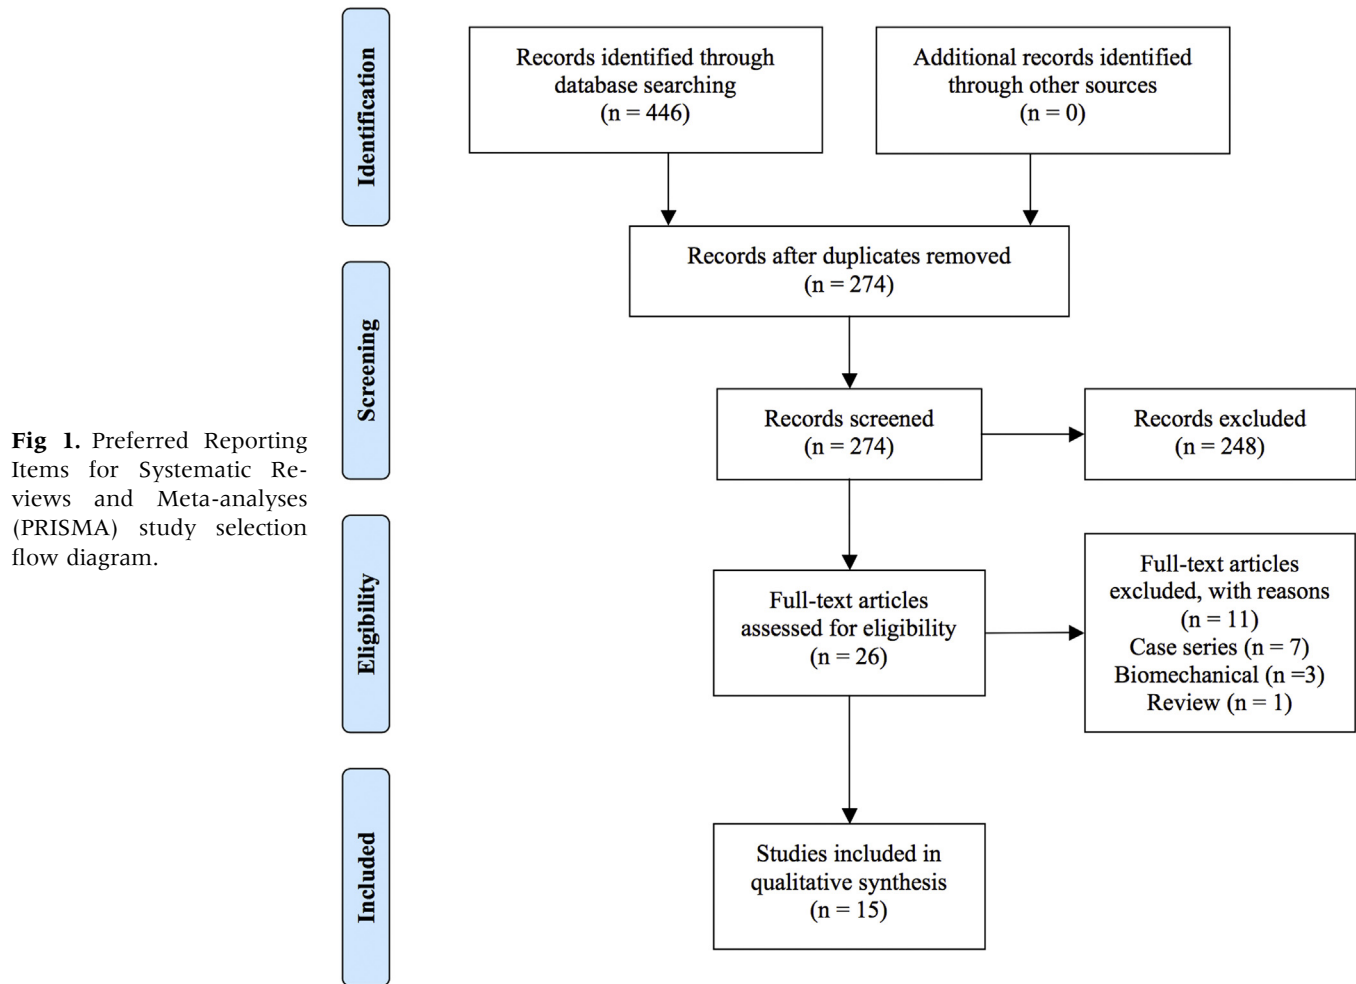 Identification
Records identified through
database searching
(n = 446)
Additional records identified
through other sources
(n = 0)
Records after duplicates removed
(n = 274)
Screening
Records screened
(n = 274)
Records excluded
(n = 248)
Fig 1. Preferred Reporting
Items for Systematic Re-
views and Meta-analyses
(PRISMA) study selection
flow diagram.
Eligibility
Full-text articles
assessed for eligibility
(n = 26)
Full-text articles
excluded, with reasons
(n = 11)
Case series (n = 7)
Biomechanical (n =3)
Review (n = 1)
Included
Studies included in
qualitative synthesis
(n = 15)